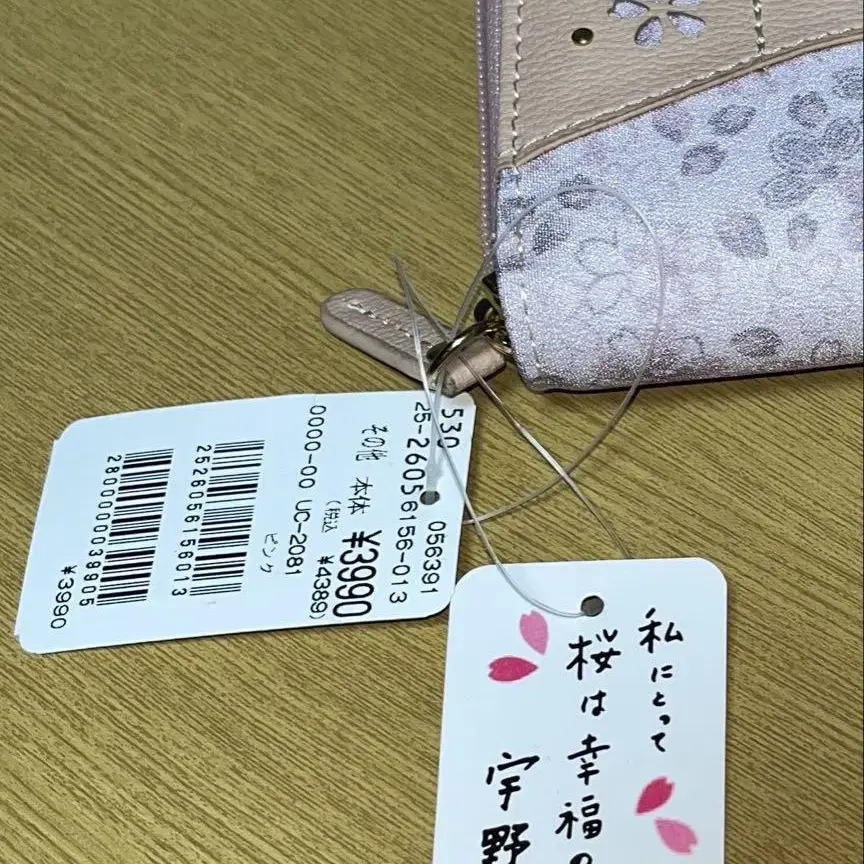 530 056391
25-26056156-013
その他 本体 ¥3990
(税込 ¥4389)
0000-00 UC-2081
ピンク
2526056156013
2800000039905
¥3990
私にとって
桜は幸福の
宇野